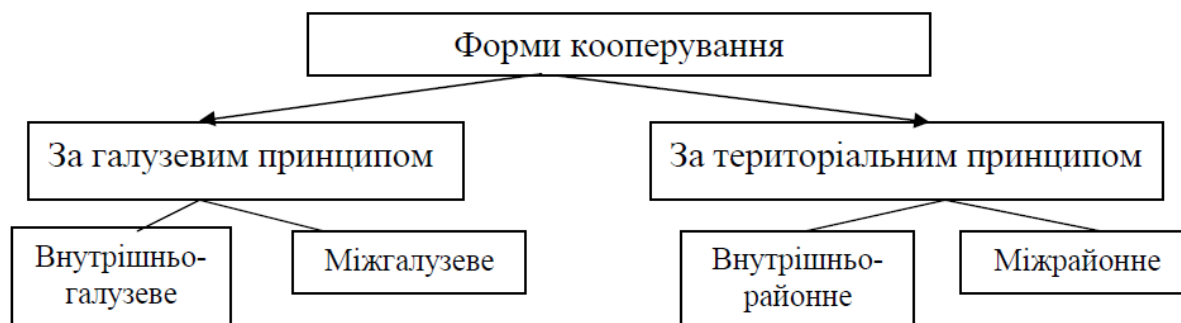 Форми кооперування
За галузевим принципом
За територіальним принципом
Внутрішньо-
галузеве
Міжгалузеве
Внутрішньо-
районне
Міжрайонне